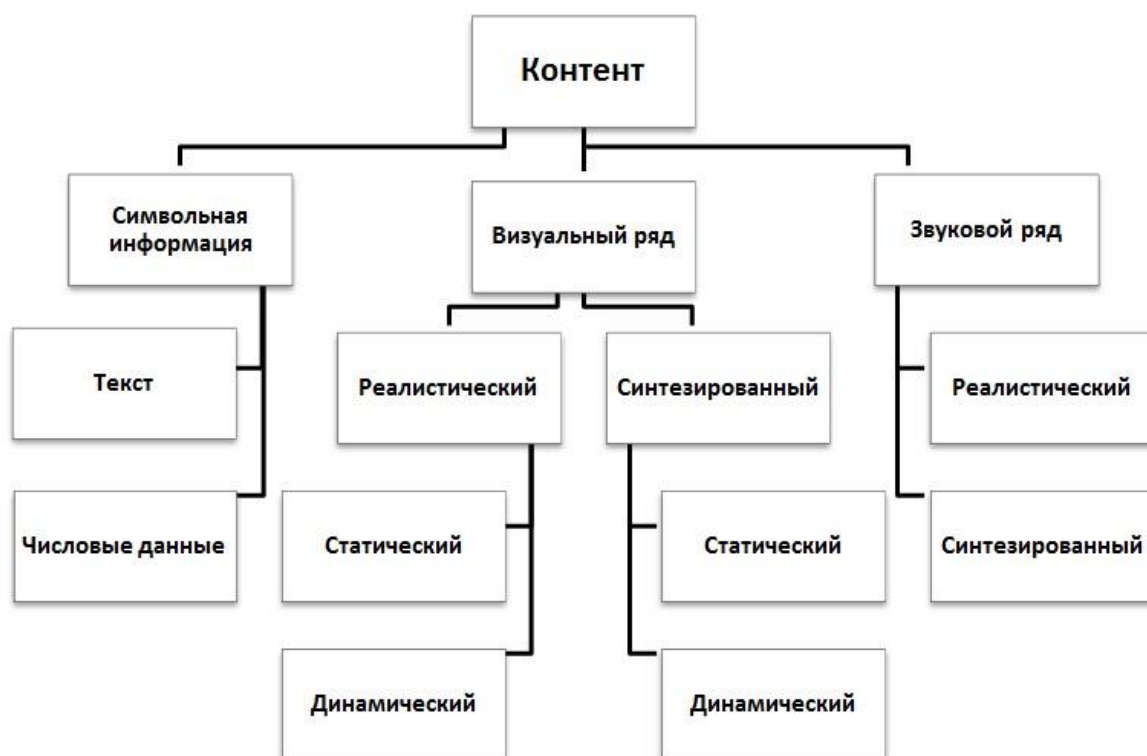 Контент
Символьная
информация
Визуальный ряд
Звуковой ряд
Текст
Реалистический
Синтезированный
Реалистический
Числовые данные
Статический
Статический
Синтезированный
Динамический
Динамический